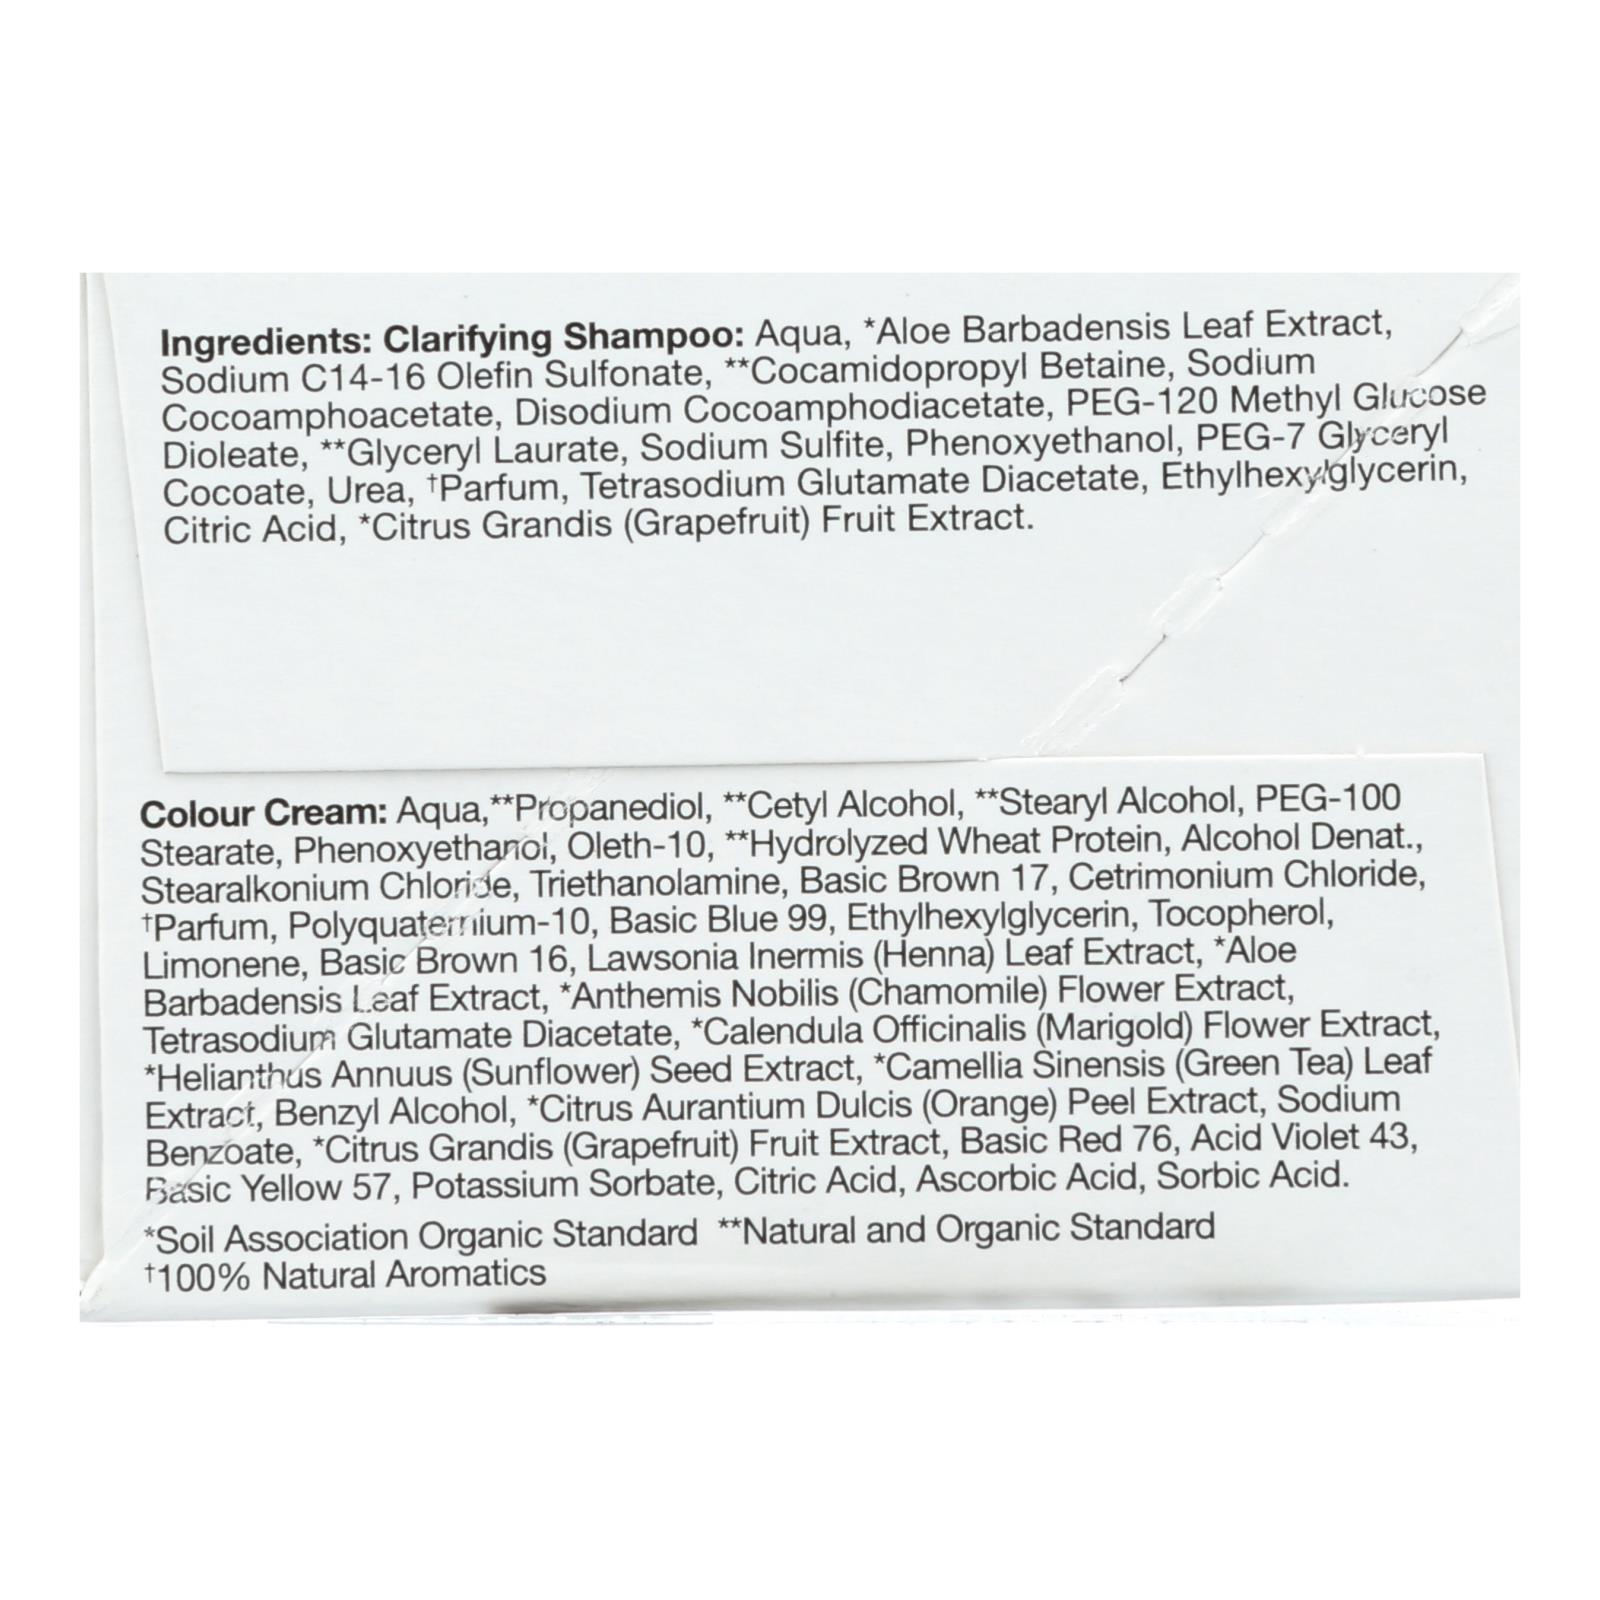 Ingredients: Clarifying Shampoo: Aqua, *Aloe Barbadensis Leaf Extract,
Sodium C14-16 Olefin Sulfonate, **Cocamidopropyl Betaine, Sodium
Cocoamphoacetate, Disodium Cocoamphodiacetate, PEG-120 Methyl Glucose
Dioleate, **Glyceryl Laurate, Sodium Sulfite, Phenoxyethanol, PEG-7 Glyceryl
Cocoate, Urea, †Parfum, Tetrasodium Glutamate Diacetate, Ethylhexylglycerin,
Citric Acid, *Citrus Grandis (Grapefruit) Fruit Extract.
Colour Cream: Aqua,**Propanediol, **Cetyl Alcohol, **Stearyl Alcohol, PEG-100
Stearate, Phenoxyethanol, Oleth-10, **Hydrolyzed Wheat Protein, Alcohol Denat.,
Stearalkonium Chloride, Triethanolamine, Basic Brown 17, Cetrimonium Chloride,
†Parfum, Polyquaternium-10, Basic Blue 99, Ethylhexylglycerin, Tocopherol,
Limonene, Basic Brown 16, Lawsonia Inermis (Henna) Leaf Extract, *Aloe
Barbadensis Leaf Extract, *Anthemis Nobilis (Chamomile) Flower Extract,
Tetrasodium Glutamate Diacetate, *Calendula Officinalis (Marigold) Flower Extract,
*Helianthus Annuus (Sunflower) Seed Extract, *Camellia Sinensis (Green Tea) Leaf
Extract, Benzyl Alcohol, *Citrus Aurantium Dulcis (Orange) Peel Extract, Sodium
Benzoate, *Citrus Grandis (Grapefruit) Fruit Extract, Basic Red 76, Acid Violet 43,
Basic Yellow 57, Potassium Sorbate, Citric Acid, Ascorbic Acid, Sorbic Acid.
*Soil Association Organic Standard **Natural and Organic Standard
†100% Natural Aromatics